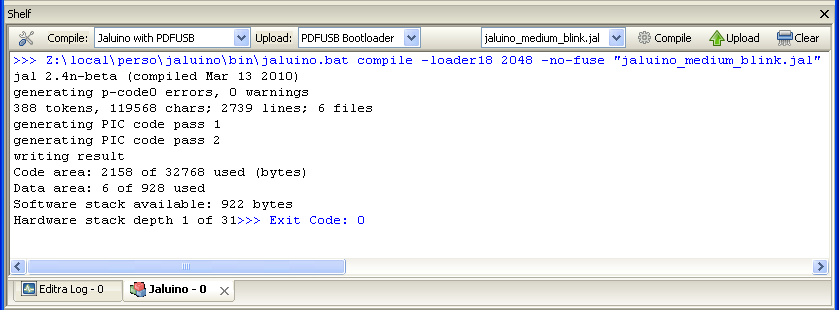 Shelf
Compile: Jaluino with PDFUSB Upload: PDFUSB Bootloader jaluino_medium_blink.jal Compile Upload Clear
>>> Z:\local\perso\jaluino\bin\jaluino.bat compile -loader18 2048 -no-fuse "jaluino_medium_blink.jal"
jal 2.4n-beta (compiled Mar 13 2010)
generating p-code0 errors, 0 warnings
388 tokens, 119568 chars; 2739 lines; 6 files
generating PIC code pass 1
generating PIC code pass 2
writing result
Code area: 2158 of 32768 used (bytes)
Data area: 6 of 928 used
Software stack available: 922 bytes
Hardware stack depth 1 of 31>>> Exit Code: 0
Editra Log - 0 Jaluino - 0